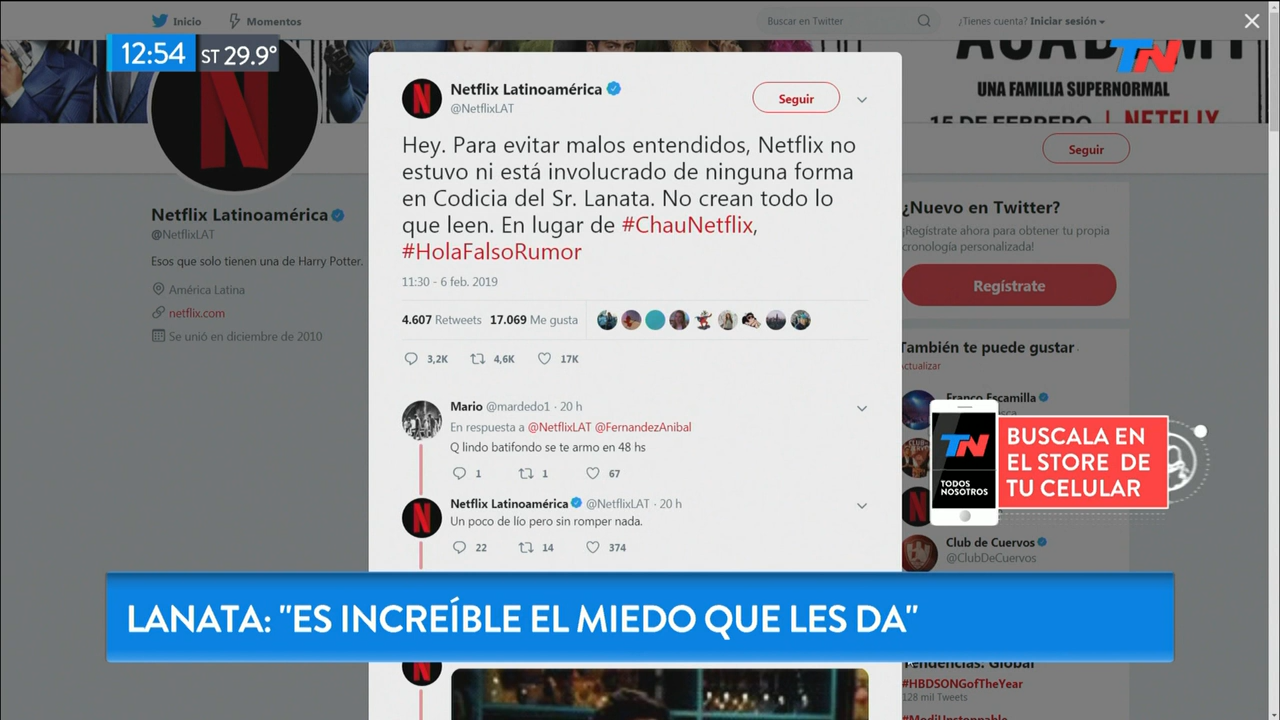 Inicio
Momentos
Buscar en Twitter
¿Tienes cuenta? Iniciar sesión
12:54
ST 29.9°
TN
UNA FAMILIA SUPERNORMAL
15 DE FEBRERO | NETFLIX
Seguir
Netflix Latinoamérica
@NetflixLAT
Esos que solo tienen una de Harry Potter.
América Latina
netflix.com
Se unió en diciembre de 2010
Netflix Latinoamérica
@NetflixLAT
Seguir
Hey. Para evitar malos entendidos, Netflix no
estuvo ni está involucrado de ninguna forma
en Codicia del Sr. Lanata. No crean todo lo
que leen. En lugar de #ChauNetflix,
#HolaFalsoRumor
11:30 - 6 feb. 2019
4.607 Retweets 17.069 Me gusta
3,2K 4,6K 17K
Mario @mardedo1 · 20 h
En respuesta a @NetflixLAT @FernandezAnibal
Q lindo batifondo se te armo en 48 hs
1 1 67
Netflix Latinoamérica @NetflixLAT · 20 h
Un poco de lío pero sin romper nada.
22 14 374
¿Nuevo en Twitter?
¡Regístrate ahora para obtener tu propia
cronología personalizada!
Regístrate
También te puede gustar
Actualizar
Franco Escamilla
Club de Cuervos
@ClubDeCuervos
TN
TODOS
NOSOTROS
BUSCALA EN
EL STORE DE
TU CELULAR
LANATA: "ES INCREÍBLE EL MIEDO QUE LES DA"
Tendencias: Global
#HBDSONGofTheYear
128 mil Tweets
#ModiUnstoppable